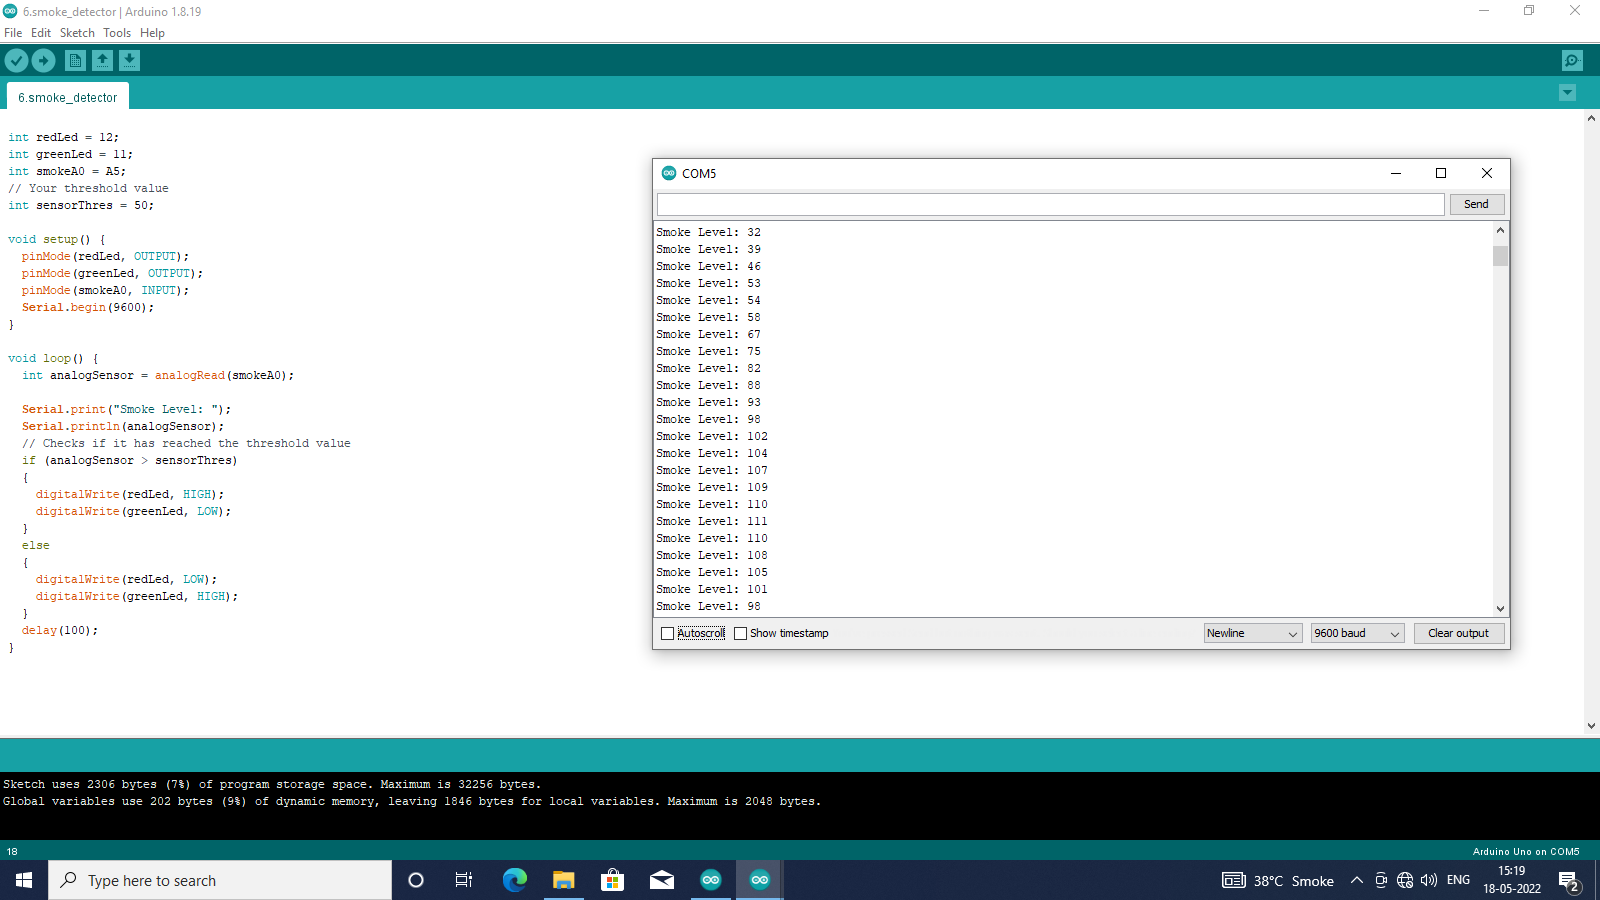 6.smoke_detector | Arduino 1.8.19
File Edit Sketch Tools Help
6.smoke_detector
int redLed = 12;
int greenLed = 11;
int smokeA0 = A5;
// Your threshold value
int sensorThres = 50;
void setup() {
pinMode(redLed, OUTPUT);
pinMode(greenLed, OUTPUT);
pinMode(smokeA0, INPUT);
Serial.begin(9600);
}
void loop() {
int analogSensor = analogRead(smokeA0);
Serial.print("Smoke Level: ");
Serial.println(analogSensor);
// Checks if it has reached the threshold value
if (analogSensor > sensorThres)
{
digitalWrite(redLed, HIGH);
digitalWrite(greenLed, LOW);
}
else
{
digitalWrite(redLed, LOW);
digitalWrite(greenLed, HIGH);
}
delay(100);
}
COM5
Send
Smoke Level: 32
Smoke Level: 39
Smoke Level: 46
Smoke Level: 53
Smoke Level: 54
Smoke Level: 58
Smoke Level: 67
Smoke Level: 75
Smoke Level: 82
Smoke Level: 88
Smoke Level: 93
Smoke Level: 98
Smoke Level: 102
Smoke Level: 104
Smoke Level: 107
Smoke Level: 109
Smoke Level: 110
Smoke Level: 111
Smoke Level: 110
Smoke Level: 108
Smoke Level: 105
Smoke Level: 101
Smoke Level: 98
Autoscroll Show timestamp Newline 9600 baud Clear output
Sketch uses 2306 bytes (7%) of program storage space. Maximum is 32256 bytes.
Global variables use 202 bytes (9%) of dynamic memory, leaving 1846 bytes for local variables. Maximum is 2048 bytes.
18 Arduino Uno on COM5
Type here to search
38°C Smoke ENG
15:19
18-05-2022
2